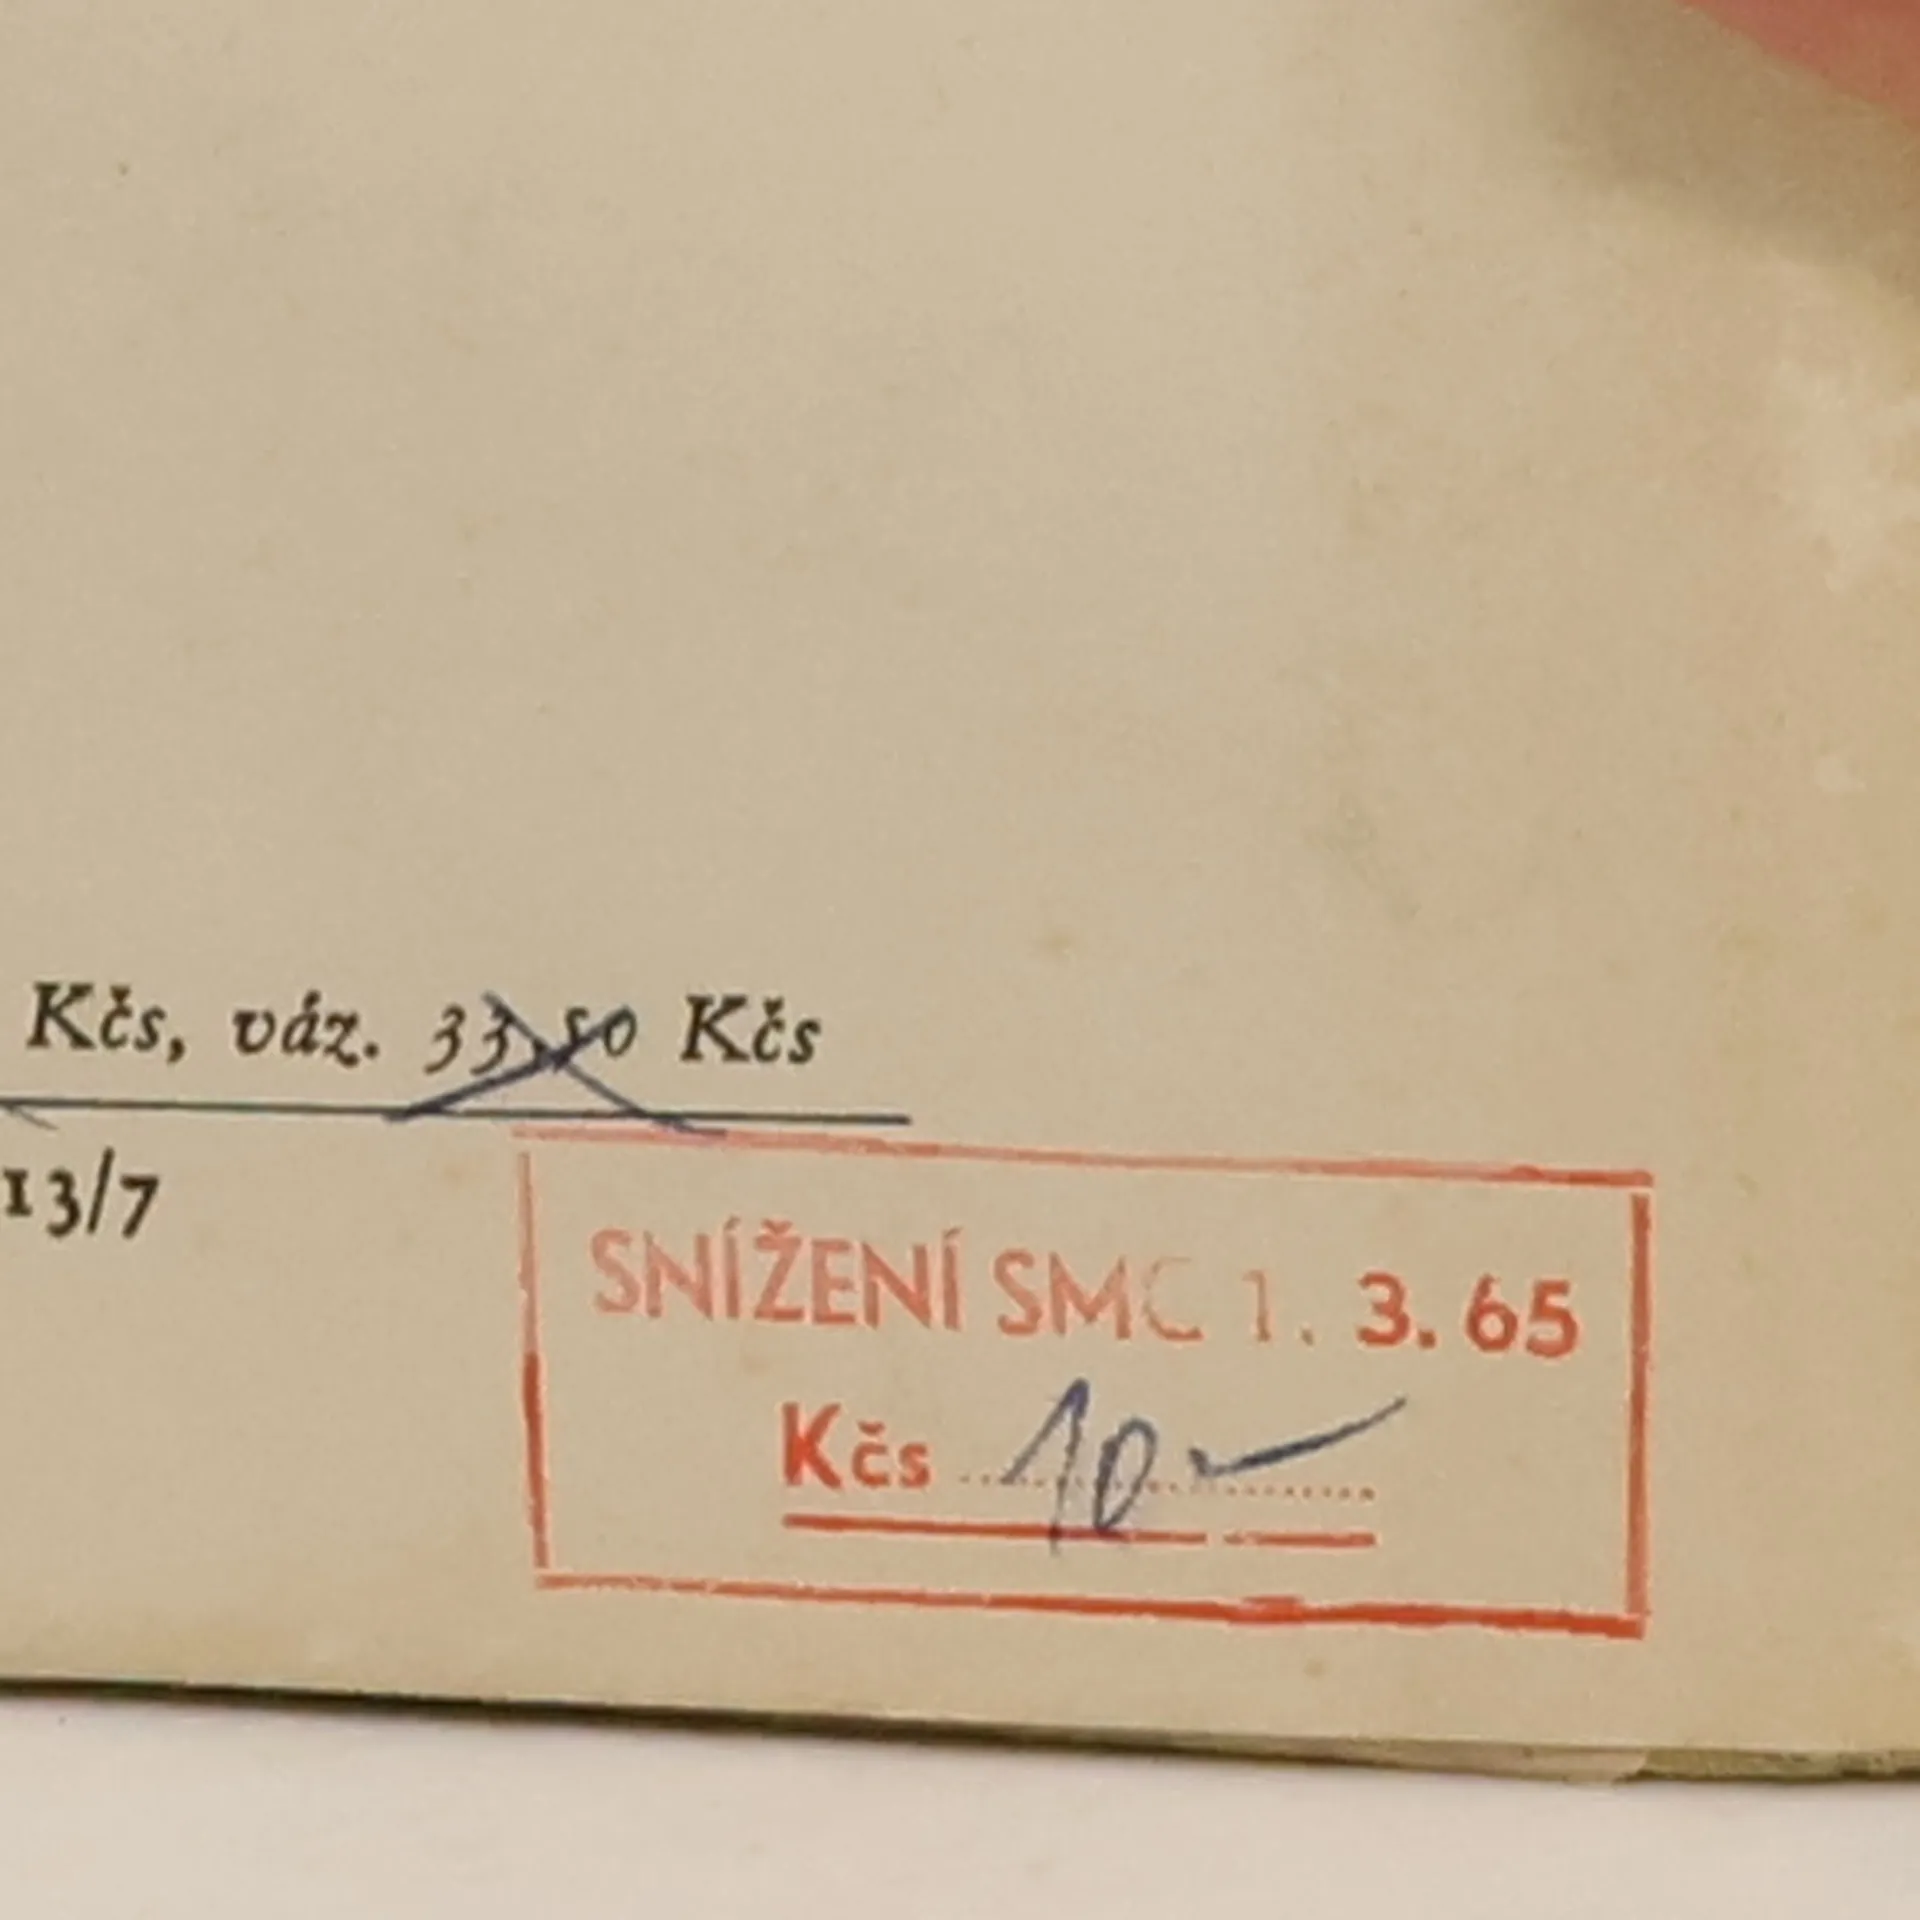 Kčs, váz. 33,50 Kčs
13/7
SNÍŽENÍ SMC 1. 3. 65
Kčs 10-